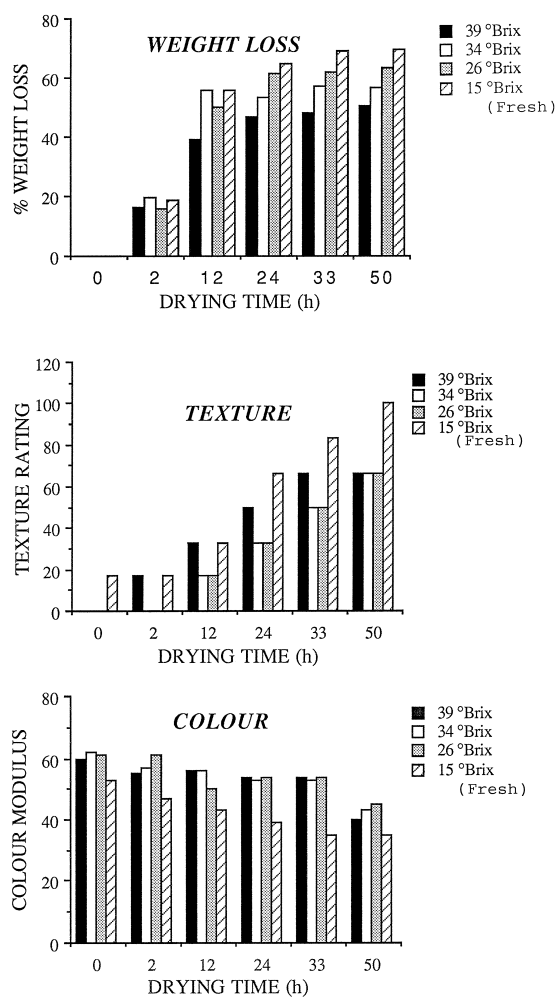 WEIGHT LOSS
% WEIGHT LOSS
80
60
40
20
0
0 2 12 24 33 50
DRYING TIME (h)
39 °Brix
34 °Brix
26 °Brix
15 °Brix
(Fresh)
TEXTURE
TEXTURE RATING
120
100
80
60
40
20
0
0 2 12 24 33 50
DRYING TIME (h)
39 °Brix
34 °Brix
26 °Brix
15 °Brix
(Fresh)
COLOUR
COLOUR MODULUS
80
60
40
20
0
0 2 12 24 33 50
DRYING TIME (h)
39 °Brix
34 °Brix
26 °Brix
15 °Brix
(Fresh)